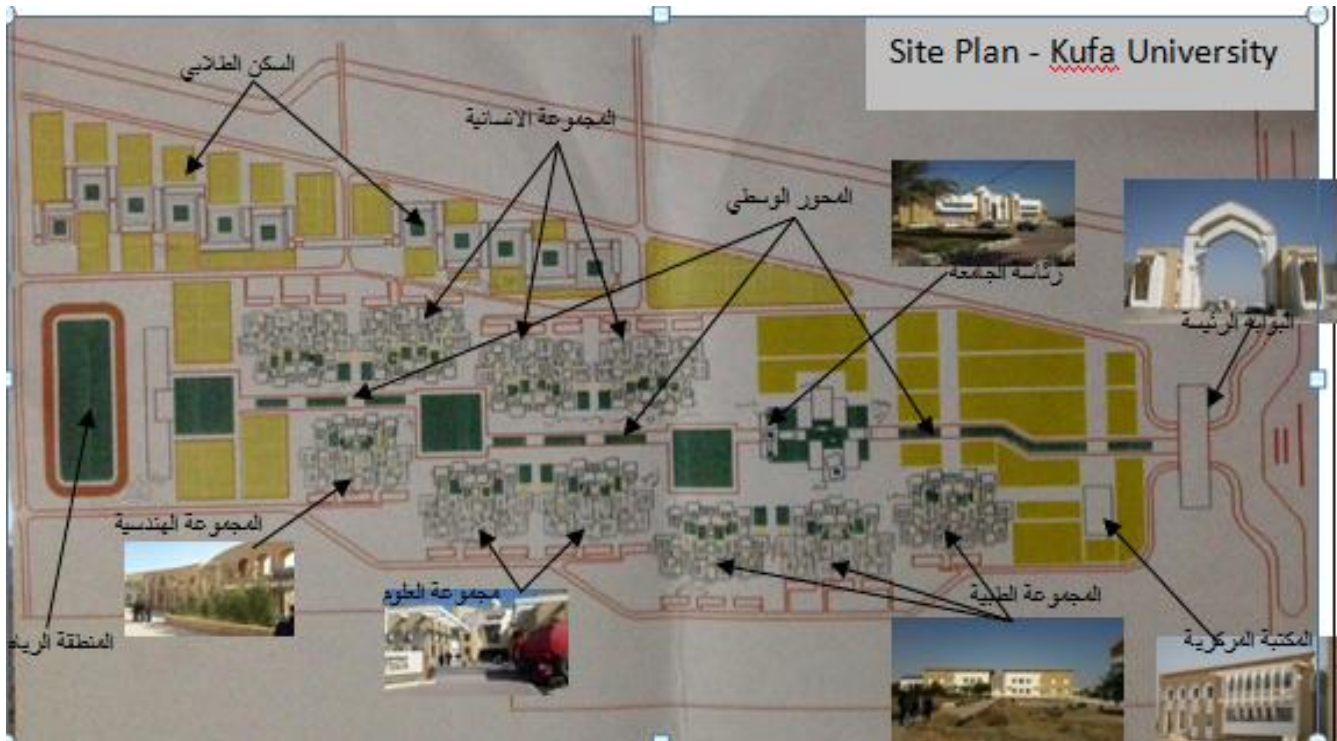 Site Plan - Kufa University
السكن الطلابي
المجموعة الانسانية
المحور الوسطي
رئاسة الجامعة
البوابة الرئيسة
المجموعة الهندسية
مجموعة العلوم
المجموعة الطبية
المكتبة المركزية
المنطقة الرياد